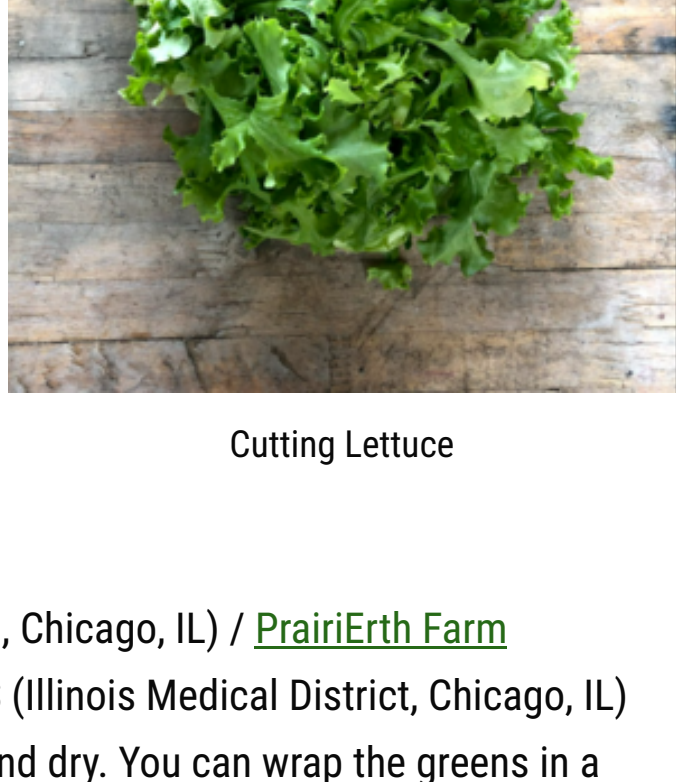 Cutting Lettuce
, Chicago, IL) / PrairiErth Farm
(Illinois Medical District, Chicago, IL)
nd dry. You can wrap the greens in a